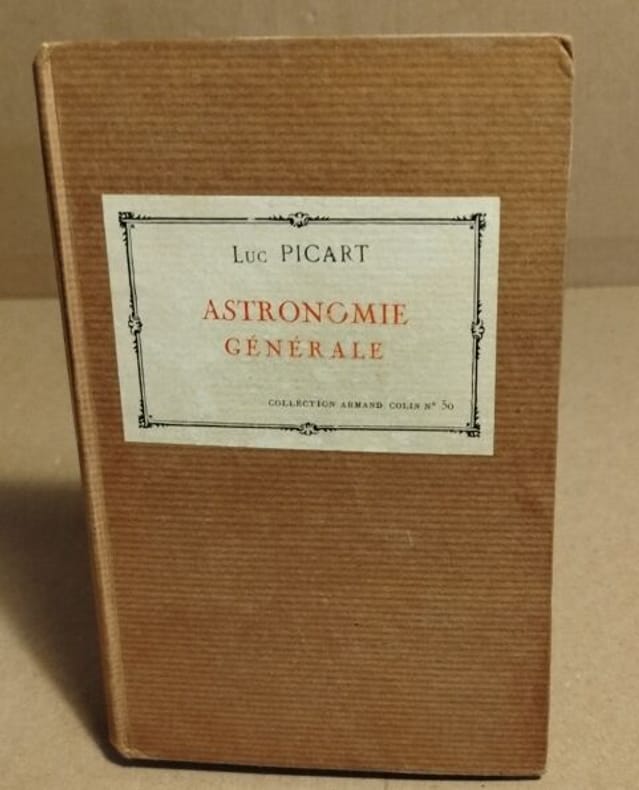 Luc PICART
ASTRONOMIE
GÉNÉRALE
COLLECTION ARMAND COLIN N° 50